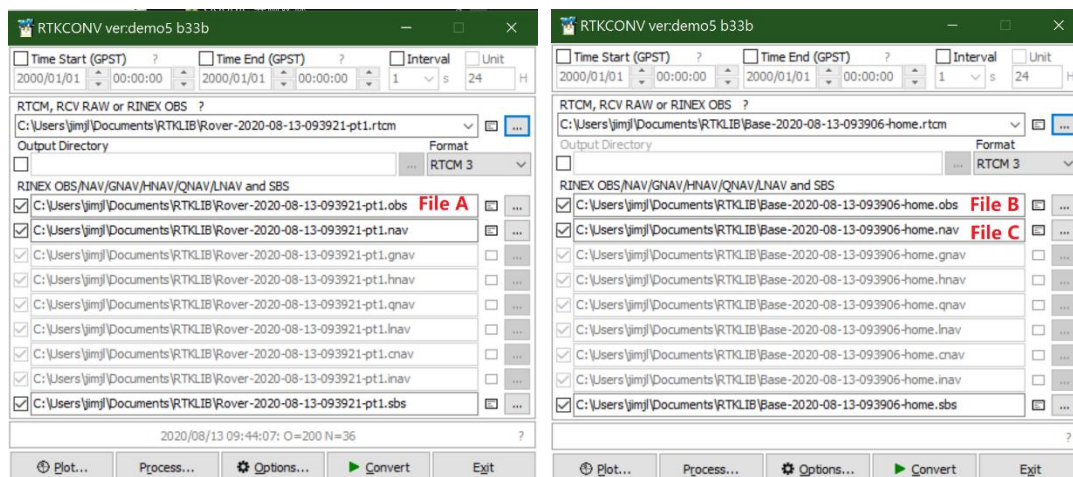 RTKCONV ver:demo5 b33b
Time Start (GPST) ? Time End (GPST) ? Interval Unit
2000/01/01 00:00:00 2000/01/01 00:00:00 1 s 24 H
RTCM, RCV RAW or RINEX OBS ?
C:\Users\jimjl\Documents\RTKLIB\Rover-2020-08-13-093921-pt1.rtcm ...
Output Directory Format
... RTCM 3
RINEX OBS/NAV/GNAV/HNAV/QNAV/LNAV and SBS
C:\Users\jimjl\Documents\RTKLIB\Rover-2020-08-13-093921-pt1.obs File A ...
C:\Users\jimjl\Documents\RTKLIB\Rover-2020-08-13-093921-pt1.nav ...
C:\Users\jimjl\Documents\RTKLIB\Rover-2020-08-13-093921-pt1.gnav ...
C:\Users\jimjl\Documents\RTKLIB\Rover-2020-08-13-093921-pt1.hnav ...
C:\Users\jimjl\Documents\RTKLIB\Rover-2020-08-13-093921-pt1.qnav ...
C:\Users\jimjl\Documents\RTKLIB\Rover-2020-08-13-093921-pt1.lnav ...
C:\Users\jimjl\Documents\RTKLIB\Rover-2020-08-13-093921-pt1.cnav ...
C:\Users\jimjl\Documents\RTKLIB\Rover-2020-08-13-093921-pt1.inav ...
C:\Users\jimjl\Documents\RTKLIB\Rover-2020-08-13-093921-pt1.sbs ...
2020/08/13 09:44:07: O=200 N=36 ?
Plot... Process... Options... Convert Exit
RTKCONV ver:demo5 b33b
Time Start (GPST) ? Time End (GPST) ? Interval Unit
2000/01/01 00:00:00 2000/01/01 00:00:00 1 s 24 H
RTCM, RCV RAW or RINEX OBS ?
C:\Users\jimjl\Documents\RTKLIB\Base-2020-08-13-093906-home.rtcm ...
Output Directory Format
... RTCM 3
RINEX OBS/NAV/GNAV/HNAV/QNAV/LNAV and SBS
C:\Users\jimjl\Documents\RTKLIB\Base-2020-08-13-093906-home.obs File B ...
C:\Users\jimjl\Documents\RTKLIB\Base-2020-08-13-093906-home.nav File C ...
C:\Users\jimjl\Documents\RTKLIB\Base-2020-08-13-093906-home.gnav ...
C:\Users\jimjl\Documents\RTKLIB\Base-2020-08-13-093906-home.hnav ...
C:\Users\jimjl\Documents\RTKLIB\Base-2020-08-13-093906-home.qnav ...
C:\Users\jimjl\Documents\RTKLIB\Base-2020-08-13-093906-home.lnav ...
C:\Users\jimjl\Documents\RTKLIB\Base-2020-08-13-093906-home.cnav ...
C:\Users\jimjl\Documents\RTKLIB\Base-2020-08-13-093906-home.inav ...
C:\Users\jimjl\Documents\RTKLIB\Base-2020-08-13-093906-home.sbs ...
?
Plot... Process... Options... Convert Exit